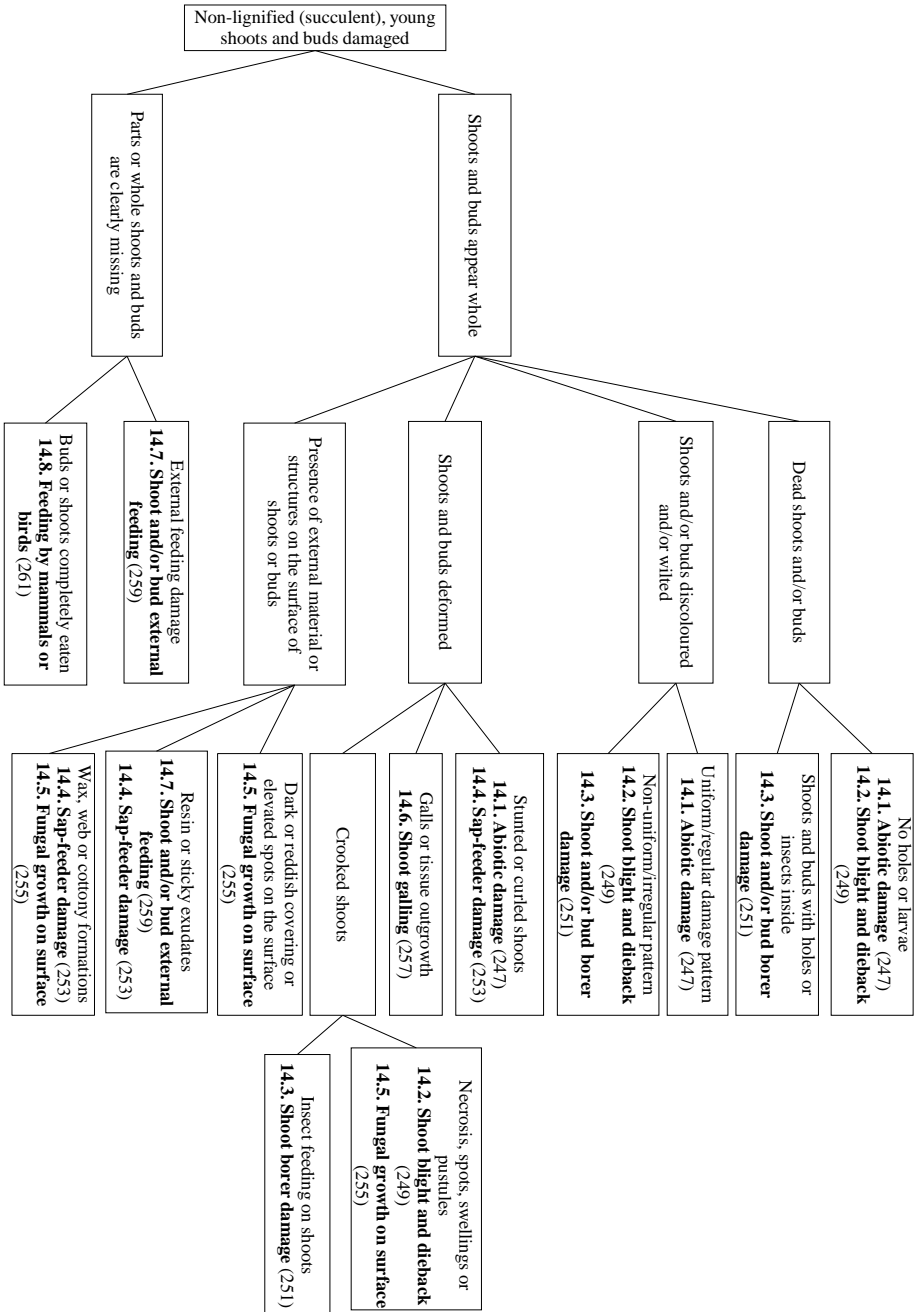 Non-lignified (succulent), young
shoots and buds damaged
Shoots and buds appear whole
Parts or whole shoots and buds
are clearly missing
Dead shoots and/or buds
Shoots and/or buds discoloured
and/or wilted
Shoots and buds deformed
Presence of external material or
structures on the surface of
shoots or buds
External feeding damage
14.7. Shoot and/or bud external
feeding (259)
Buds or shoots completely eaten
14.8. Feeding by mammals or
birds (261)
No holes or larvae
14.1. Abiotic damage (247)
14.2. Shoot blight and dieback
(249)
Shoots and buds with holes or
insects inside
14.3. Shoot and/or bud borer
damage (251)
Uniform/regular damage pattern
14.1. Abiotic damage (247)
Non-uniform/irregular pattern
14.2. Shoot blight and dieback
(249)
14.3. Shoot and/or bud borer
damage (251)
Stunted or curled shoots
14.1. Abiotic damage (247)
14.4. Sap-feeder damage (253)
Galls or tissue outgrowth
14.6. Shoot galling (257)
Crooked shoots
Dark or reddish covering or
elevated spots on the surface
14.5. Fungal growth on surface
(255)
Resin or sticky exudates
14.7. Shoot and/or bud external
feeding (259)
14.4. Sap-feeder damage (253)
Wax, web or cottony formations
14.4. Sap-feeder damage (253)
14.5. Fungal growth on surface
(255)
Necrosis, spots, swellings or
pustules
14.2. Shoot blight and dieback
(249)
14.5. Fungal growth on surface
(255)
Insect feeding on shoots
14.3. Shoot borer damage (251)